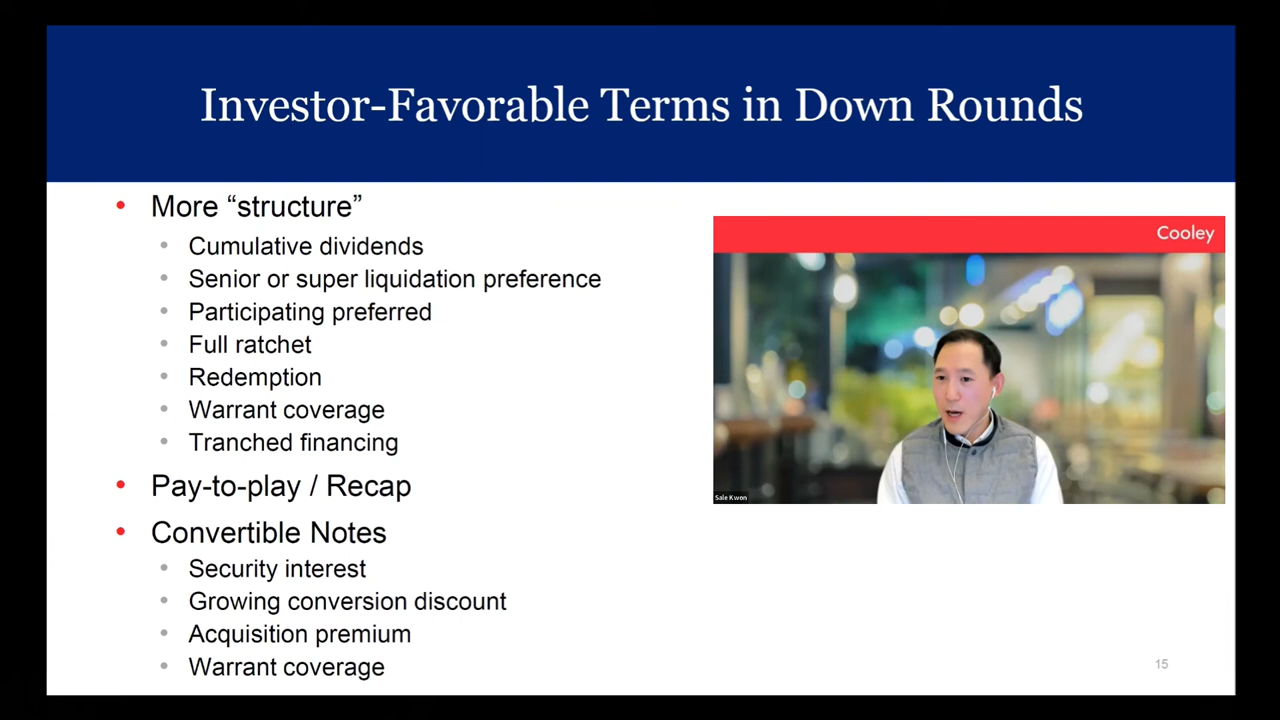 Investor-Favorable Terms in Down Rounds
• More “structure”
• Cumulative dividends
• Senior or super liquidation preference
• Participating preferred
• Full ratchet
• Redemption
• Warrant coverage
• Tranched financing
• Pay-to-play / Recap
• Convertible Notes
• Security interest
• Growing conversion discount
• Acquisition premium
• Warrant coverage
Cooley
Sale Kwon
15